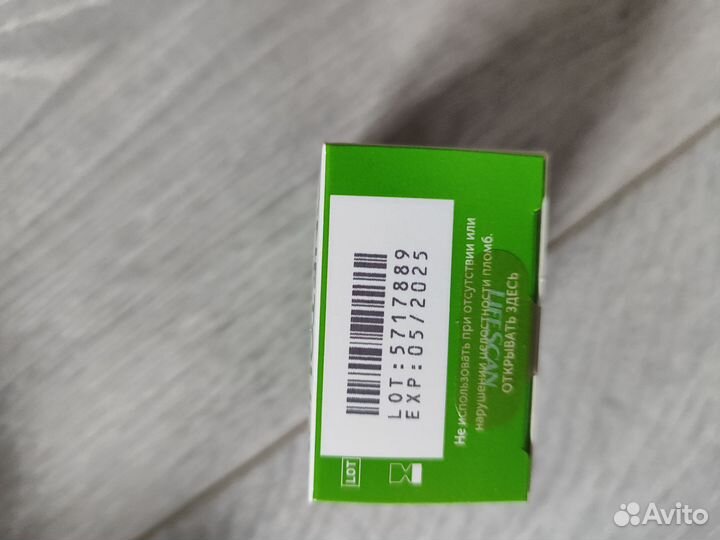 LOT
LOT:5717889
EXP:05/2025
Не использовать при отсутствии или
нарушении целостности пломб.
LIFESCAN
ОТКРЫВАТЬ ЗДЕСЬ
Avito